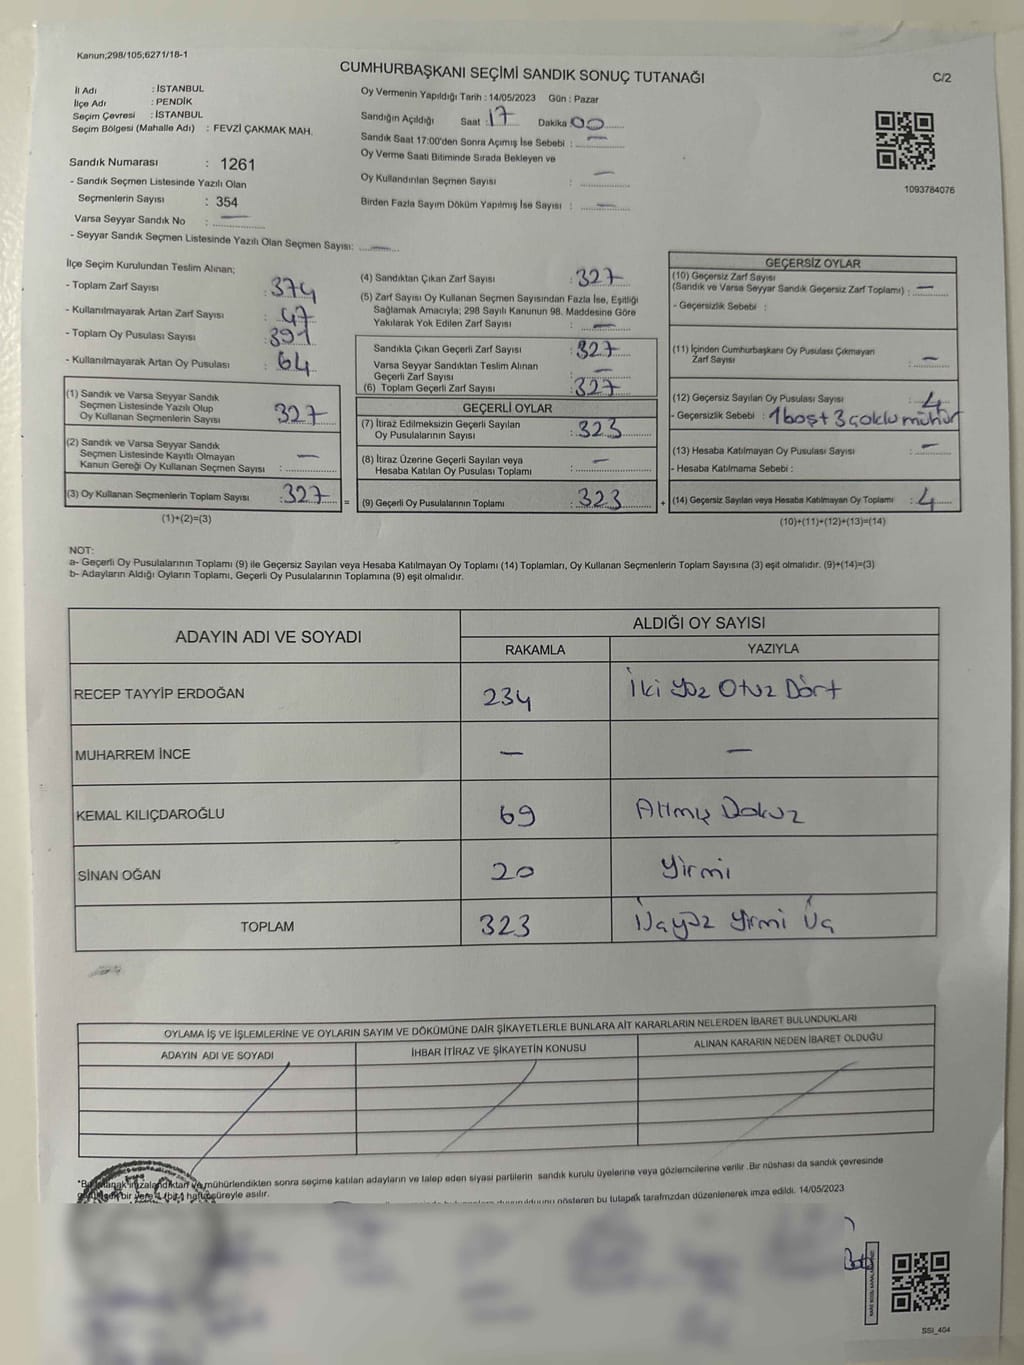 Kanun;298/105;6271/18-1
CUMHURBAŞKANI SEÇİMİ SANDIK SONUÇ TUTANAĞI
C/2
İl Adı : İSTANBUL
İlçe Adı : PENDİK
Seçim Çevresi : İSTANBUL
Seçim Bölgesi (Mahalle Adı) : FEVZİ ÇAKMAK MAH.
Sandık Numarası : 1261
- Sandık Seçmen Listesinde Yazılı Olan
Seçmenlerin Sayısı : 354
Varsa Seyyar Sandık No : —
- Seyyar Sandık Seçmen Listesinde Yazılı Olan Seçmen Sayısı: —
Oy Vermenin Yapıldığı Tarih : 14/05/2023 Gün : Pazar
Sandığın Açıldığı Saat : 17 Dakika 00
Sandık Saat 17:00'den Sonra Açımış İse Sebebi : —
Oy Verme Saati Bitiminde Sırada Bekleyen ve
Oy Kullandırılan Seçmen Sayısı : —
Birden Fazla Sayım Döküm Yapılmış İse Sayısı : —
1093784076
İlçe Seçim Kurulundan Teslim Alınan;
- Toplam Zarf Sayısı : 374
- Kullanılmayarak Artan Zarf Sayısı : 47
- Toplam Oy Pusulası Sayısı : 391
- Kullanılmayarak Artan Oy Pusulası : 64
(1) Sandık ve Varsa Seyyar Sandık
Seçmen Listesinde Yazılı Olup
Oy Kullanan Seçmenlerin Sayısı : 327
(2) Sandık ve Varsa Seyyar Sandık
Seçmen Listesinde Kayıtlı Olmayan
Kanun Gereği Oy Kullanan Seçmen Sayısı : —
(3) Oy Kullanan Seçmenlerin Toplam Sayısı : 327 =
(1)+(2)=(3)
(4) Sandıktan Çıkan Zarf Sayısı : 327
(5) Zarf Sayısı Oy Kullanan Seçmen Sayısından Fazla İse, Eşitliği
Sağlamak Amacıyla; 298 Sayılı Kanunun 98. Maddesine Göre
Yakılarak Yok Edilen Zarf Sayısı : —
Sandıkta Çıkan Geçerli Zarf Sayısı : 327
Varsa Seyyar Sandıktan Teslim Alınan
Geçerli Zarf Sayısı : —
(6) Toplam Geçerli Zarf Sayısı : 327
GEÇERLİ OYLAR
(7) İtiraz Edilmeksizin Geçerli Sayılan
Oy Pusulalarının Sayısı : 323
(8) İtiraz Üzerine Geçerli Sayılan veya
Hesaba Katılan Oy Pusulası Toplamı : —
(9) Geçerli Oy Pusulalarının Toplamı : 323 +
GEÇERSİZ OYLAR
(10) Geçersiz Zarf Sayısı
(Sandık ve Varsa Seyyar Sandık Geçersiz Zarf Toplamı) : —
- Geçersizlik Sebebi :
(11) İçinden Cumhurbaşkanı Oy Pusulası Çıkmayan
Zarf Sayısı : —
(12) Geçersiz Sayılan Oy Pusulası Sayısı : 4
- Geçersizlik Sebebi : 1 boş + 3 çoklu mühür
(13) Hesaba Katılmayan Oy Pusulası Sayısı : —
- Hesaba Katılmama Sebebi :
(14) Geçersiz Sayılan veya Hesaba Katılmayan Oy Toplamı : 4
(10)+(11)+(12)+(13)=(14)
NOT:
a- Geçerli Oy Pusulalarının Toplamı (9) ile Geçersiz Sayılan veya Hesaba Katılmayan Oy Toplamı (14) Toplamları, Oy Kullanan Seçmenlerin Toplam Sayısına (3) eşit olmalıdır. (9)+(14)=(3)
b- Adayların Aldığı Oyların Toplamı, Geçerli Oy Pusulalarının Toplamına (9) eşit olmalıdır.
ADAYIN ADI VE SOYADI
ALDIĞI OY SAYISI
RAKAMLA YAZIYLA
RECEP TAYYİP ERDOĞAN 234 İki Yüz Otuz Dört
MUHARREM İNCE — —
KEMAL KILIÇDAROĞLU 69 Altmış Dokuz
SİNAN OĞAN 20 Yirmi
TOPLAM 323 Üçyüz Yirmi Üç
OYLAMA İŞ VE İŞLEMLERİNE VE OYLARIN SAYIM VE DÖKÜMÜNE DAİR ŞİKAYETLERLE BUNLARA AİT KARARLARIN NELERDEN İBARET BULUNDUKLARI
ADAYIN ADI VE SOYADI İHBAR İTİRAZ VE ŞİKAYETİN KONUSU ALINAN KARARIN NEDEN İBARET OLDUĞU
*Bu tutanak imzalandıktan ve mühürlendikten sonra seçime katılan adayların ve talep eden siyasi partilerin sandık kurulu üyelerine veya gözlemcilerine verilir .Bir nüshası da sandık çevresinde
bir yere 1 (bir) hafta süreyle asılır.
gösteren bu tutanak tarafımızdan düzenlenerek imza edildi. 14/05/2023
SSI_404